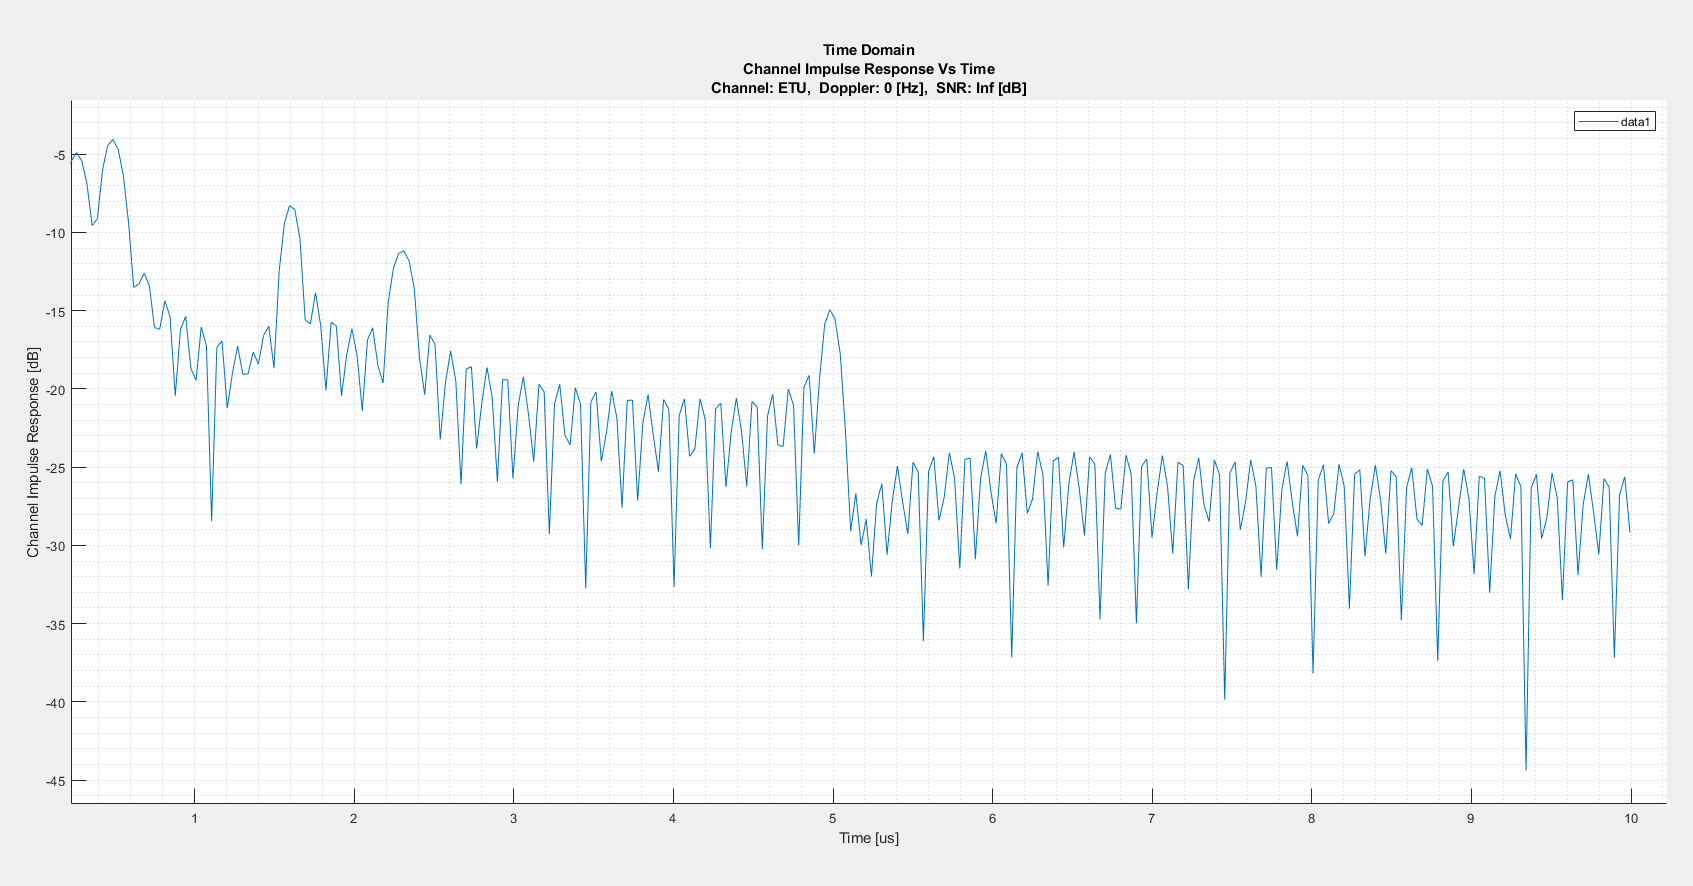 Time Domain
Channel Impulse Response Vs Time
Channel: ETU,  Doppler: 0 [Hz],  SNR: Inf [dB]
data1
Channel Impulse Response [dB]
-5
-10
-15
-20
-25
-30
-35
-40
-45
1 2 3 4 5 6 7 8 9 10
Time [us]